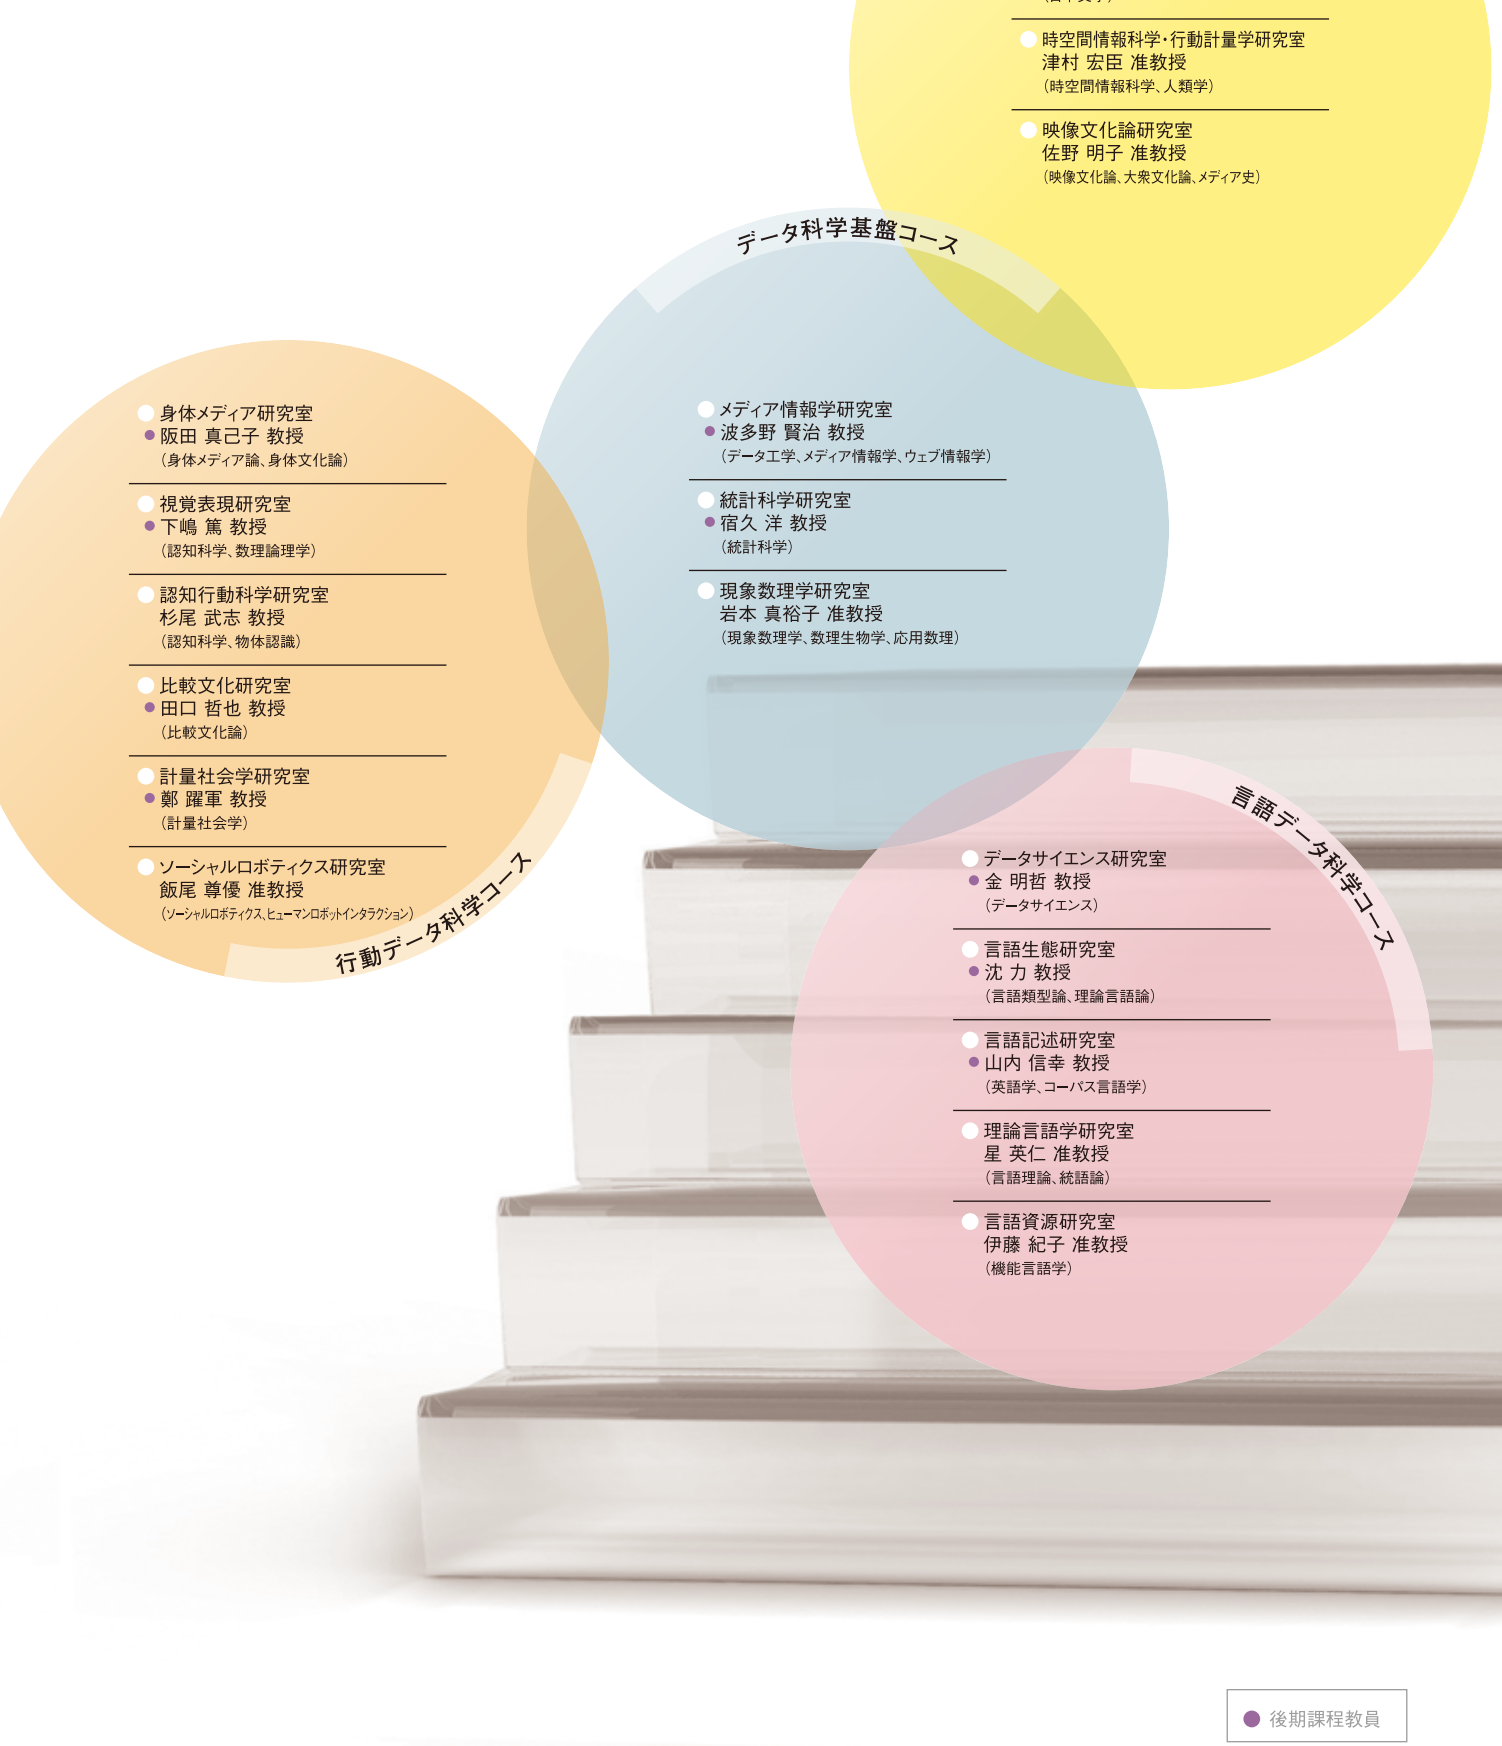 時空間情報科学・行動計量学研究室
津村 宏臣 准教授
（時空間情報科学、人類学）
映像文化論研究室
佐野 明子 准教授
（映像文化論、大衆文化論、メディア史）
データ科学基盤コース
メディア情報学研究室
波多野 賢治 教授
（データ工学、メディア情報学、ウェブ情報学）
統計科学研究室
宿久 洋 教授
（統計科学）
現象数理学研究室
岩本 真裕子 准教授
（現象数理学、数理生物学、応用数理）
身体メディア研究室
阪田 真己子 教授
（身体メディア論、身体文化論）
視覚表現研究室
下嶋 篤 教授
（認知科学、数理論理学）
認知行動科学研究室
杉尾 武志 教授
（認知科学、物体認識）
比較文化研究室
田口 哲也 教授
（比較文化論）
計量社会学研究室
鄭 躍軍 教授
（計量社会学）
ソーシャルロボティクス研究室
飯尾 尊優 准教授
（ソーシャルロボティクス、ヒューマンロボットインタラクション）
行動データ科学コース
言語データ科学コース
データサイエンス研究室
金 明哲 教授
（データサイエンス）
言語生態研究室
沈 力 教授
（言語類型論、理論言語論）
言語記述研究室
山内 信幸 教授
（英語学、コーパス言語学）
理論言語学研究室
星 英仁 准教授
（言語理論、統語論）
言語資源研究室
伊藤 紀子 准教授
（機能言語学）
後期課程教員